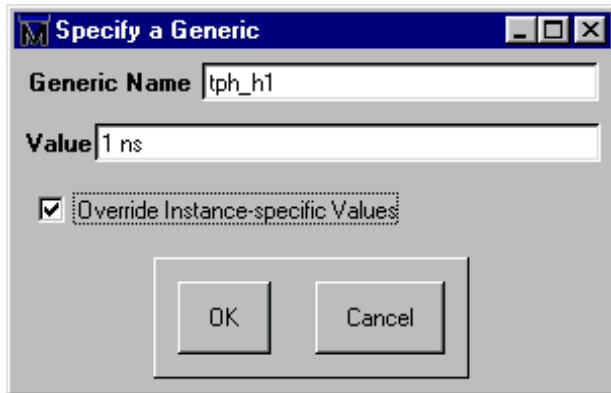 Specify a Generic
Generic Name tph_h1
Value 1 ns
Override Instance-specific Values
OK Cancel